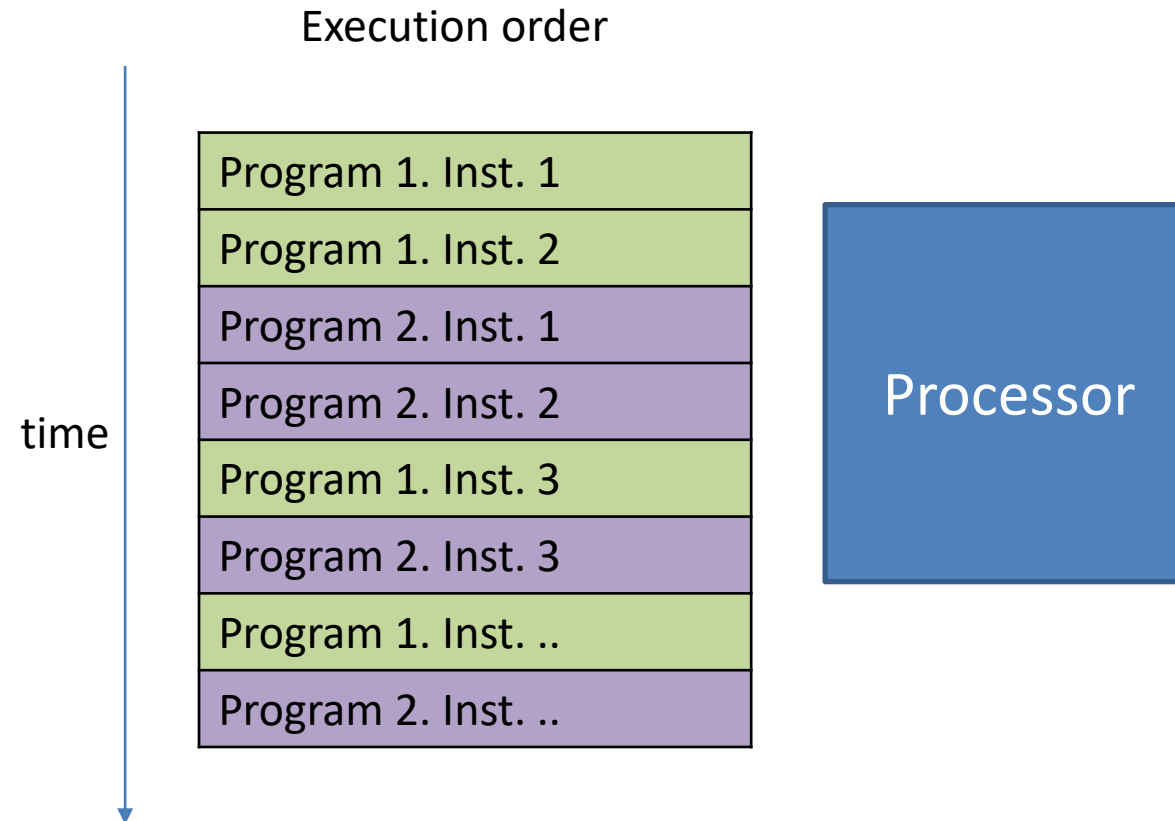 Execution order
Program 1. Inst. 1
Program 1. Inst. 2
Program 2. Inst. 1
Program 2. Inst. 2
Program 1. Inst. 3
Program 2. Inst. 3
Program 1. Inst. ..
Program 2. Inst. ..
time
Processor